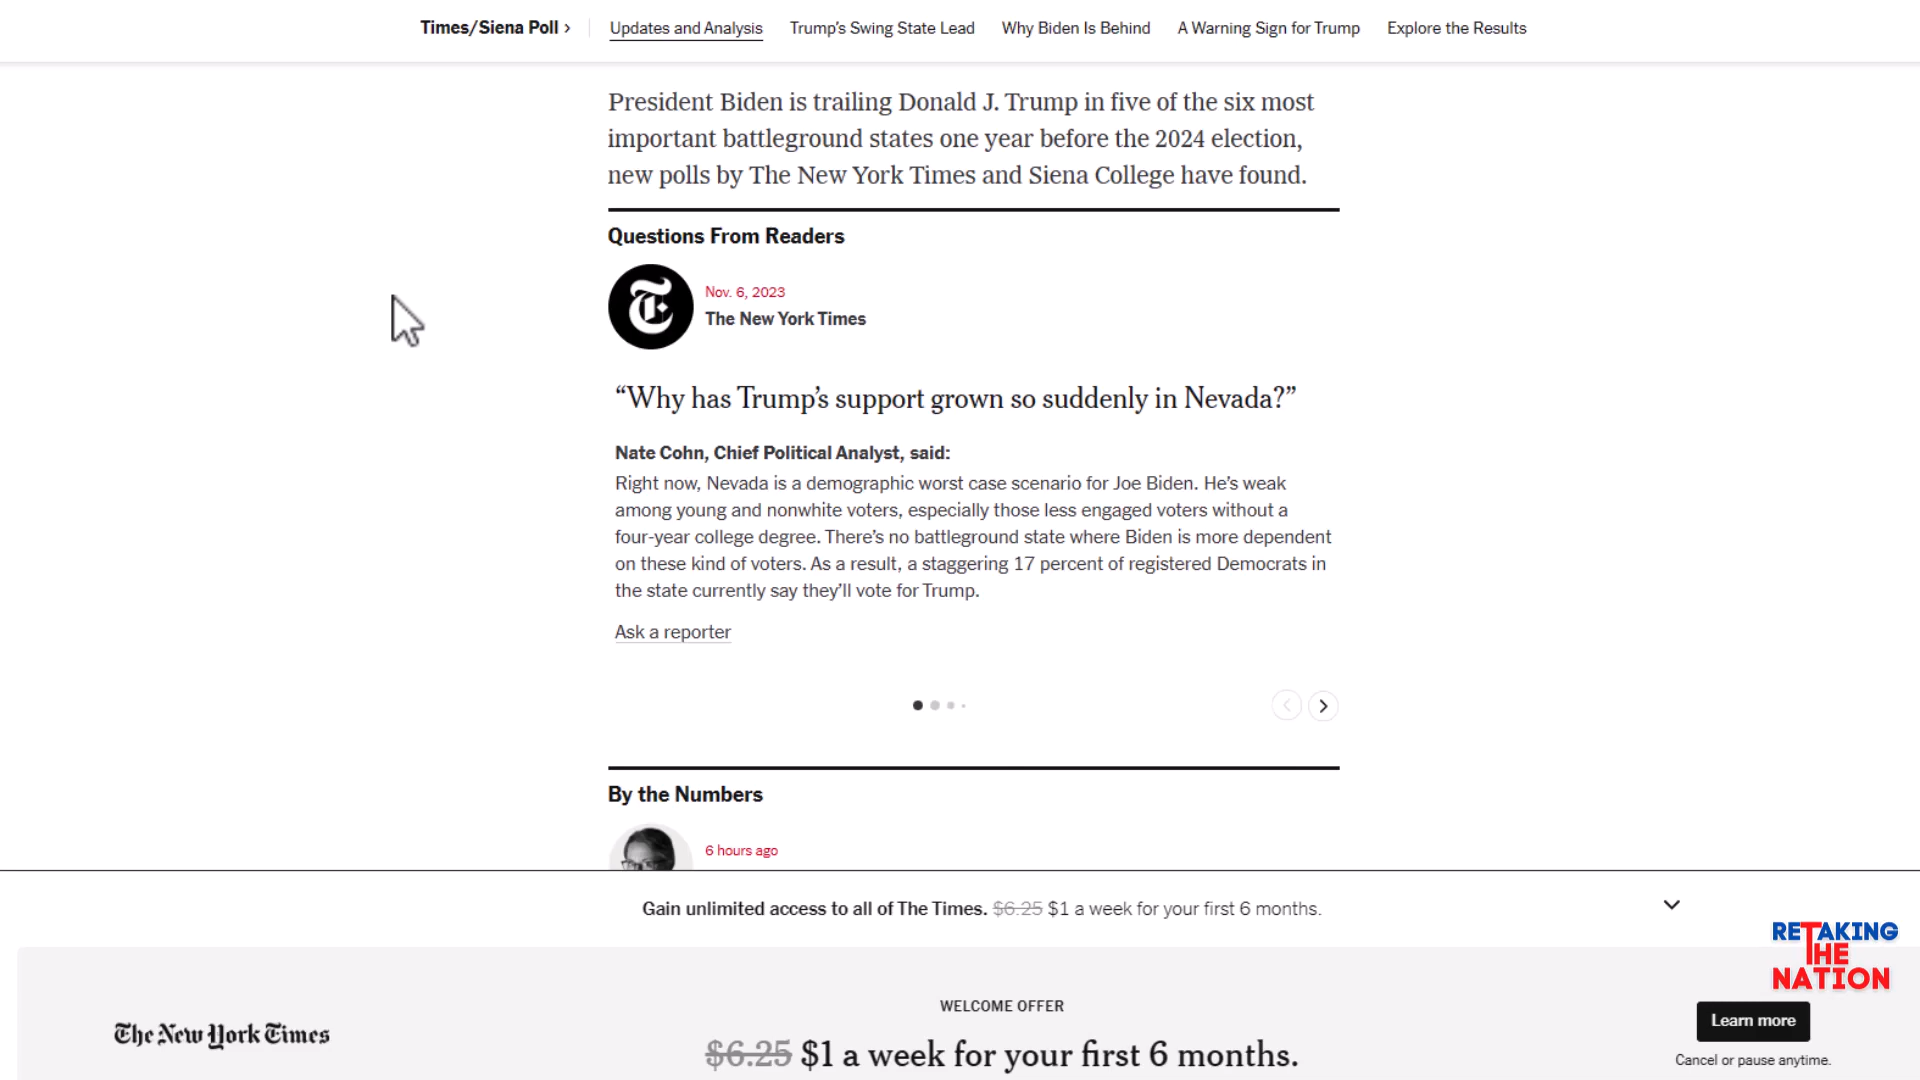 Times/Siena Poll ›
Updates and Analysis
Trump's Swing State Lead
Why Biden Is Behind
A Warning Sign for Trump
Explore the Results
President Biden is trailing Donald J. Trump in five of the six most
important battleground states one year before the 2024 election,
new polls by The New York Times and Siena College have found.
Questions From Readers
Nov. 6, 2023
The New York Times
“Why has Trump’s support grown so suddenly in Nevada?”
Nate Cohn, Chief Political Analyst, said:
Right now, Nevada is a demographic worst case scenario for Joe Biden. He’s weak
among young and nonwhite voters, especially those less engaged voters without a
four-year college degree. There’s no battleground state where Biden is more dependent
on these kind of voters. As a result, a staggering 17 percent of registered Democrats in
the state currently say they’ll vote for Trump.
Ask a reporter
By the Numbers
6 hours ago
Gain unlimited access to all of The Times. $6.25 $1 a week for your first 6 months.
RETAKING
THE
NATION
WELCOME OFFER
The New York Times
$6.25 $1 a week for your first 6 months.
Learn more
Cancel or pause anytime.